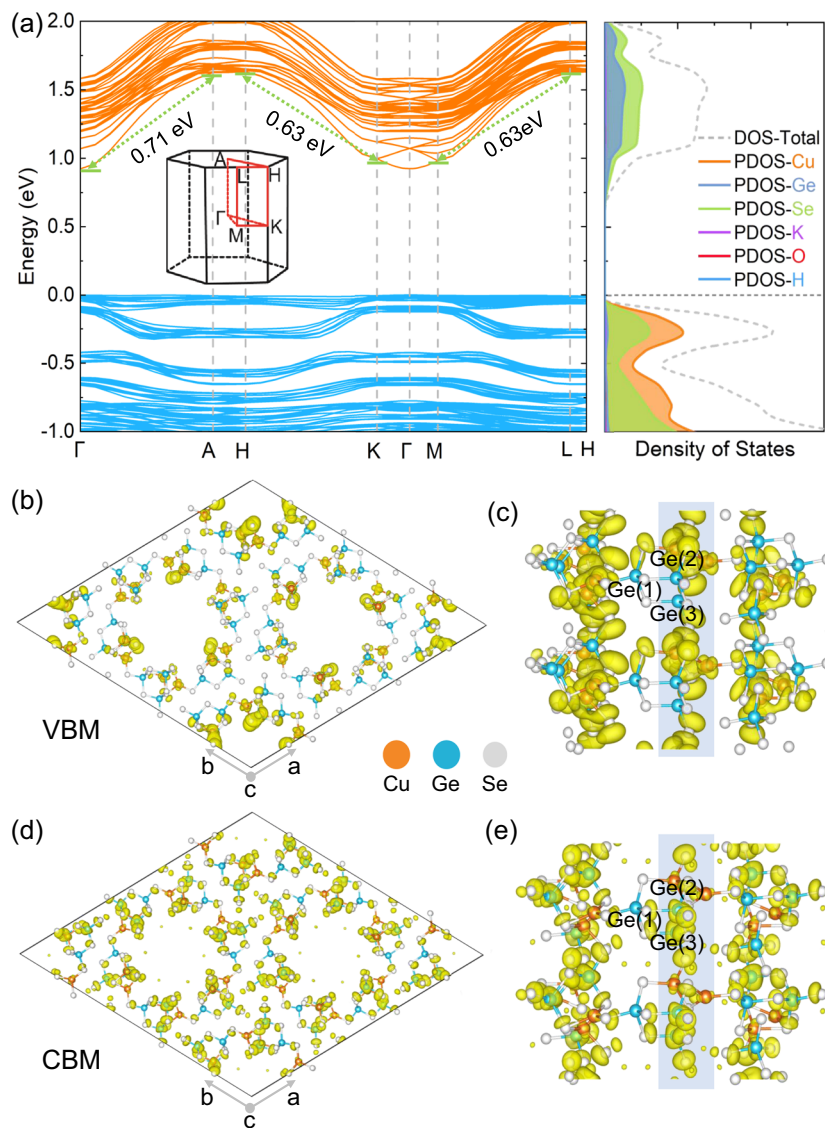 (a)
2.0
1.5
1.0
0.5
0.0
-0.5
-1.0
Energy (eV)
0.71 eV
0.63 eV
0.63eV
A
H
L
Γ
M
K
Γ
A
H
K
Γ
M
L
H
DOS-Total
PDOS-Cu
PDOS-Ge
PDOS-Se
PDOS-K
PDOS-O
PDOS-H
Density of States
(b)
VBM
b
a
c
(c)
Ge(2)
Ge(1)
Ge(3)
Cu
Ge
Se
(d)
CBM
b
a
c
(e)
Ge(2)
Ge(1)
Ge(3)